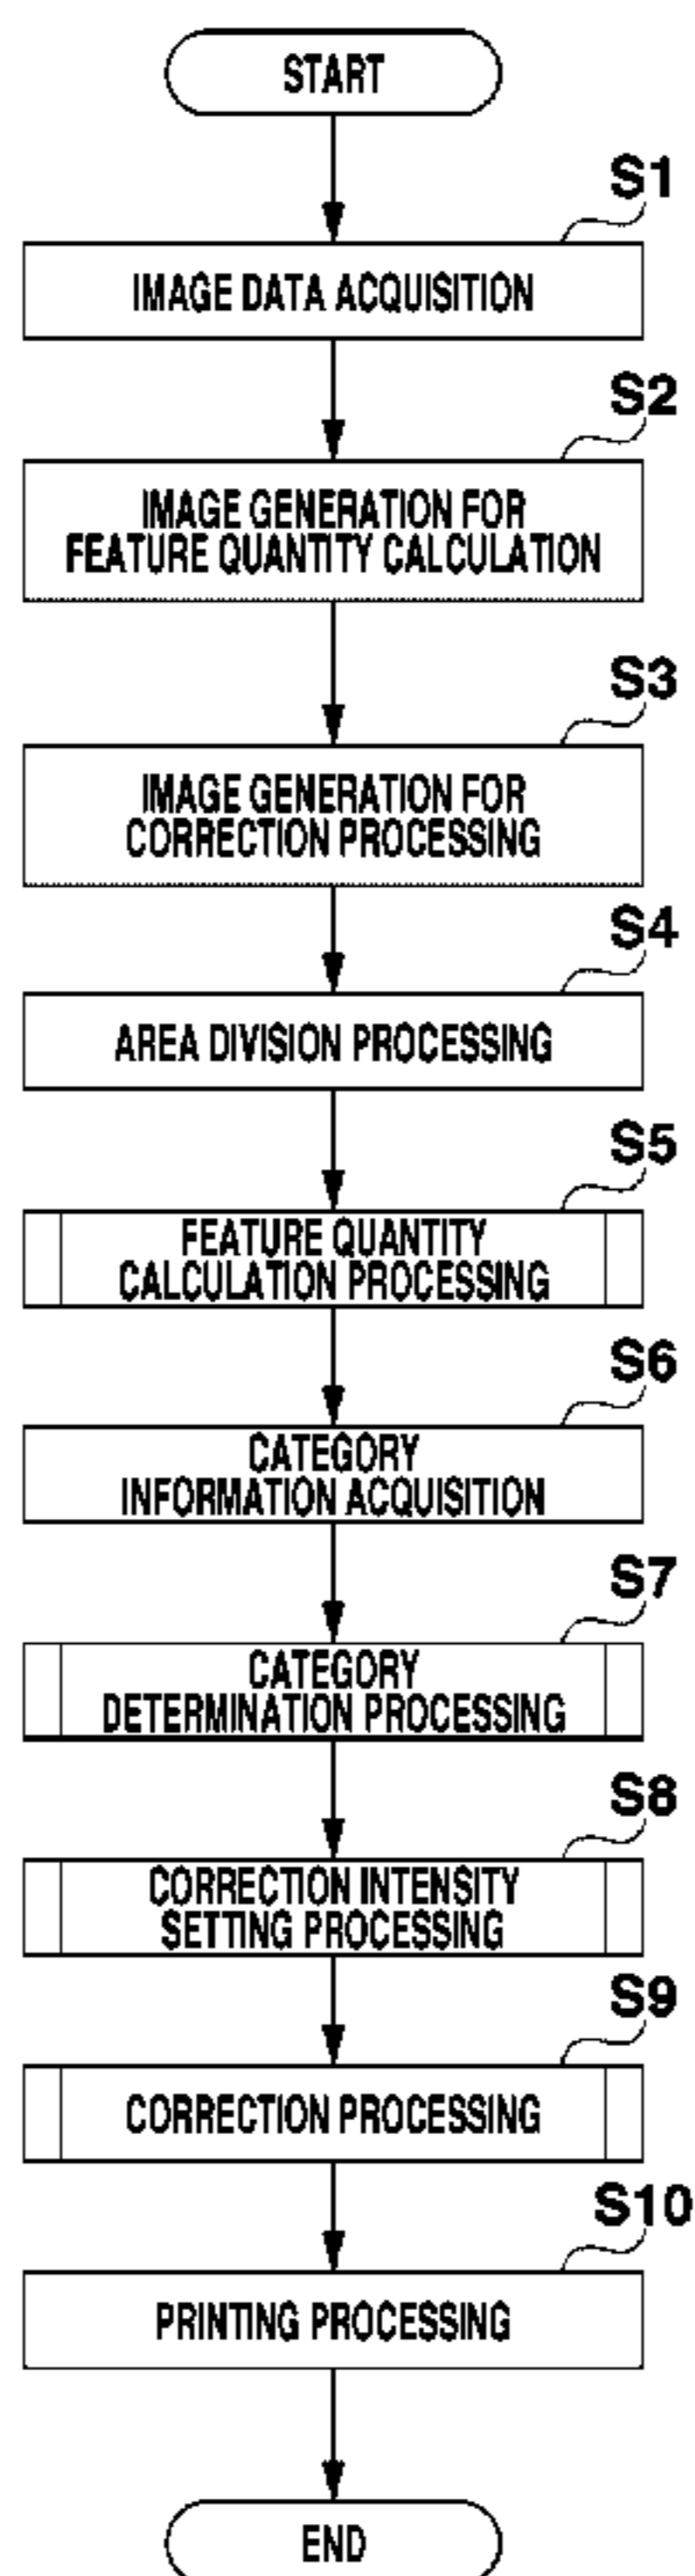 START
S1
IMAGE DATA ACQUISITION
S2
IMAGE GENERATION FOR
FEATURE QUANTITY CALCULATION
S3
IMAGE GENERATION FOR
CORRECTION PROCESSING
S4
AREA DIVISION PROCESSING
S5
FEATURE QUANTITY
CALCULATION PROCESSING
S6
CATEGORY
INFORMATION ACQUISITION
S7
CATEGORY
DETERMINATION PROCESSING
S8
CORRECTION INTENSITY
SETTING PROCESSING
S9
CORRECTION PROCESSING
S10
PRINTING PROCESSING
END